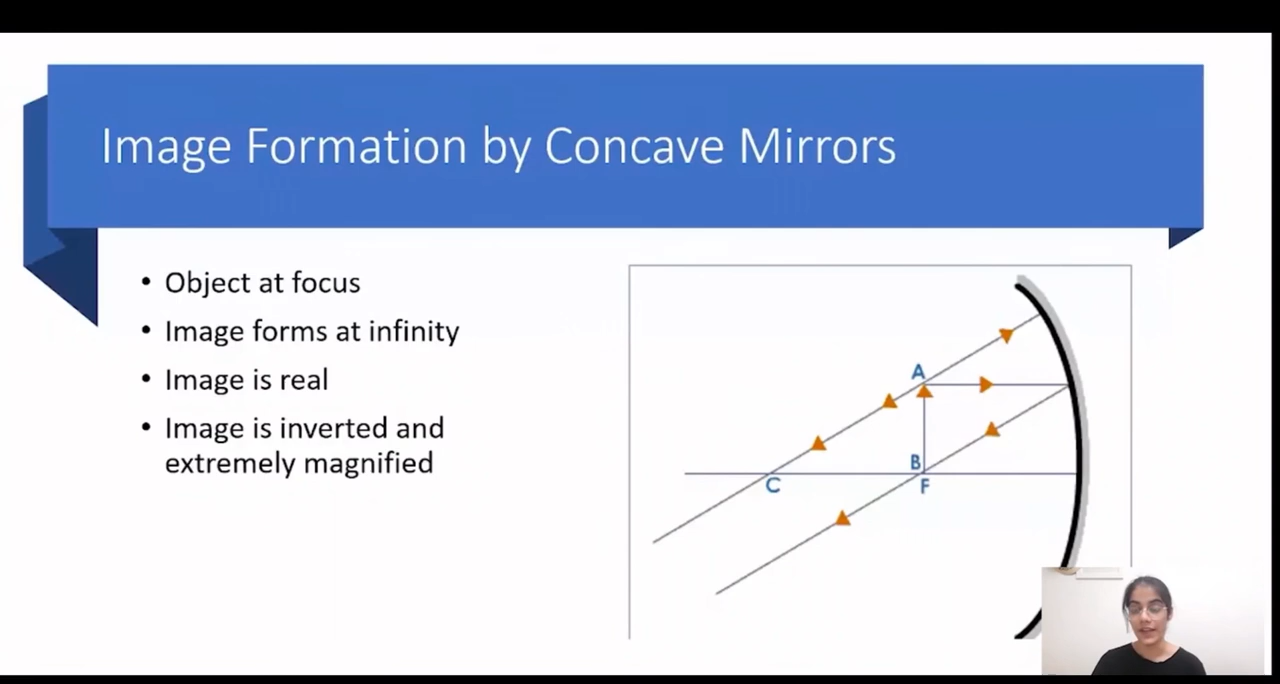 Image Formation by Concave Mirrors
• Object at focus
• Image forms at infinity
• Image is real
• Image is inverted and
extremely magnified
A
B
C
F